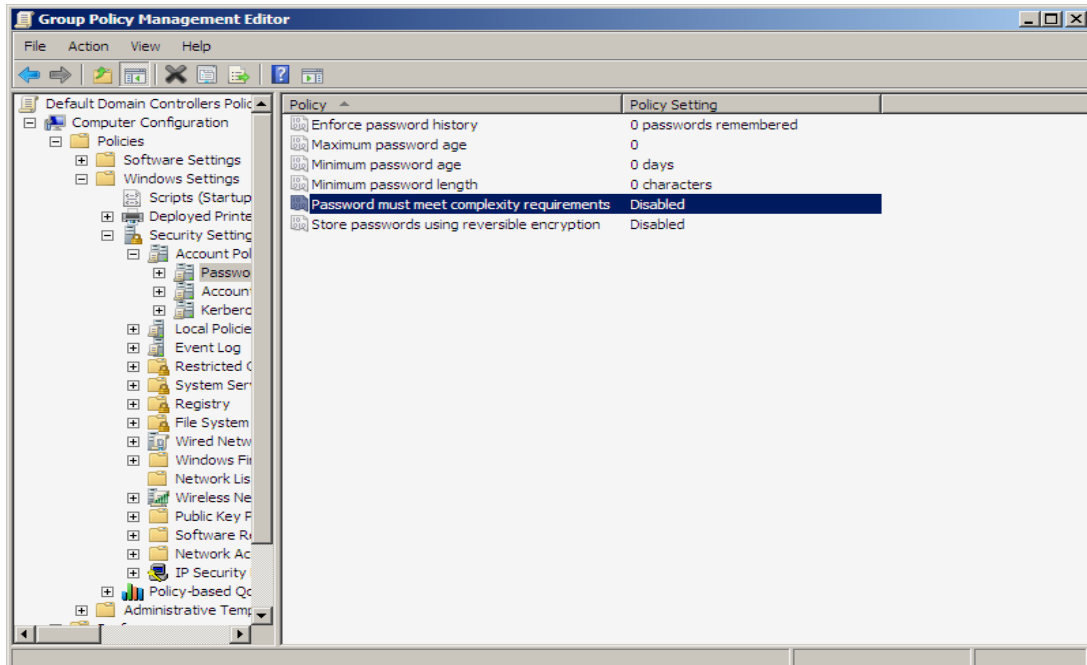 Group Policy Management Editor
File Action View Help
Default Domain Controllers Polic
Computer Configuration
Policies
Software Settings
Windows Settings
Scripts (Startup
Deployed Printe
Security Setting
Account Pol
Passwo
Accoun
Kerbero
Local Policie
Event Log
Restricted G
System Ser
Registry
File System
Wired Netw
Windows Fi
Network Lis
Wireless Ne
Public Key P
Software Re
Network Ac
IP Security
Policy-based Qo
Administrative Temp
Policy Policy Setting
Enforce password history 0 passwords remembered
Maximum password age 0
Minimum password age 0 days
Minimum password length 0 characters
Password must meet complexity requirements Disabled
Store passwords using reversible encryption Disabled